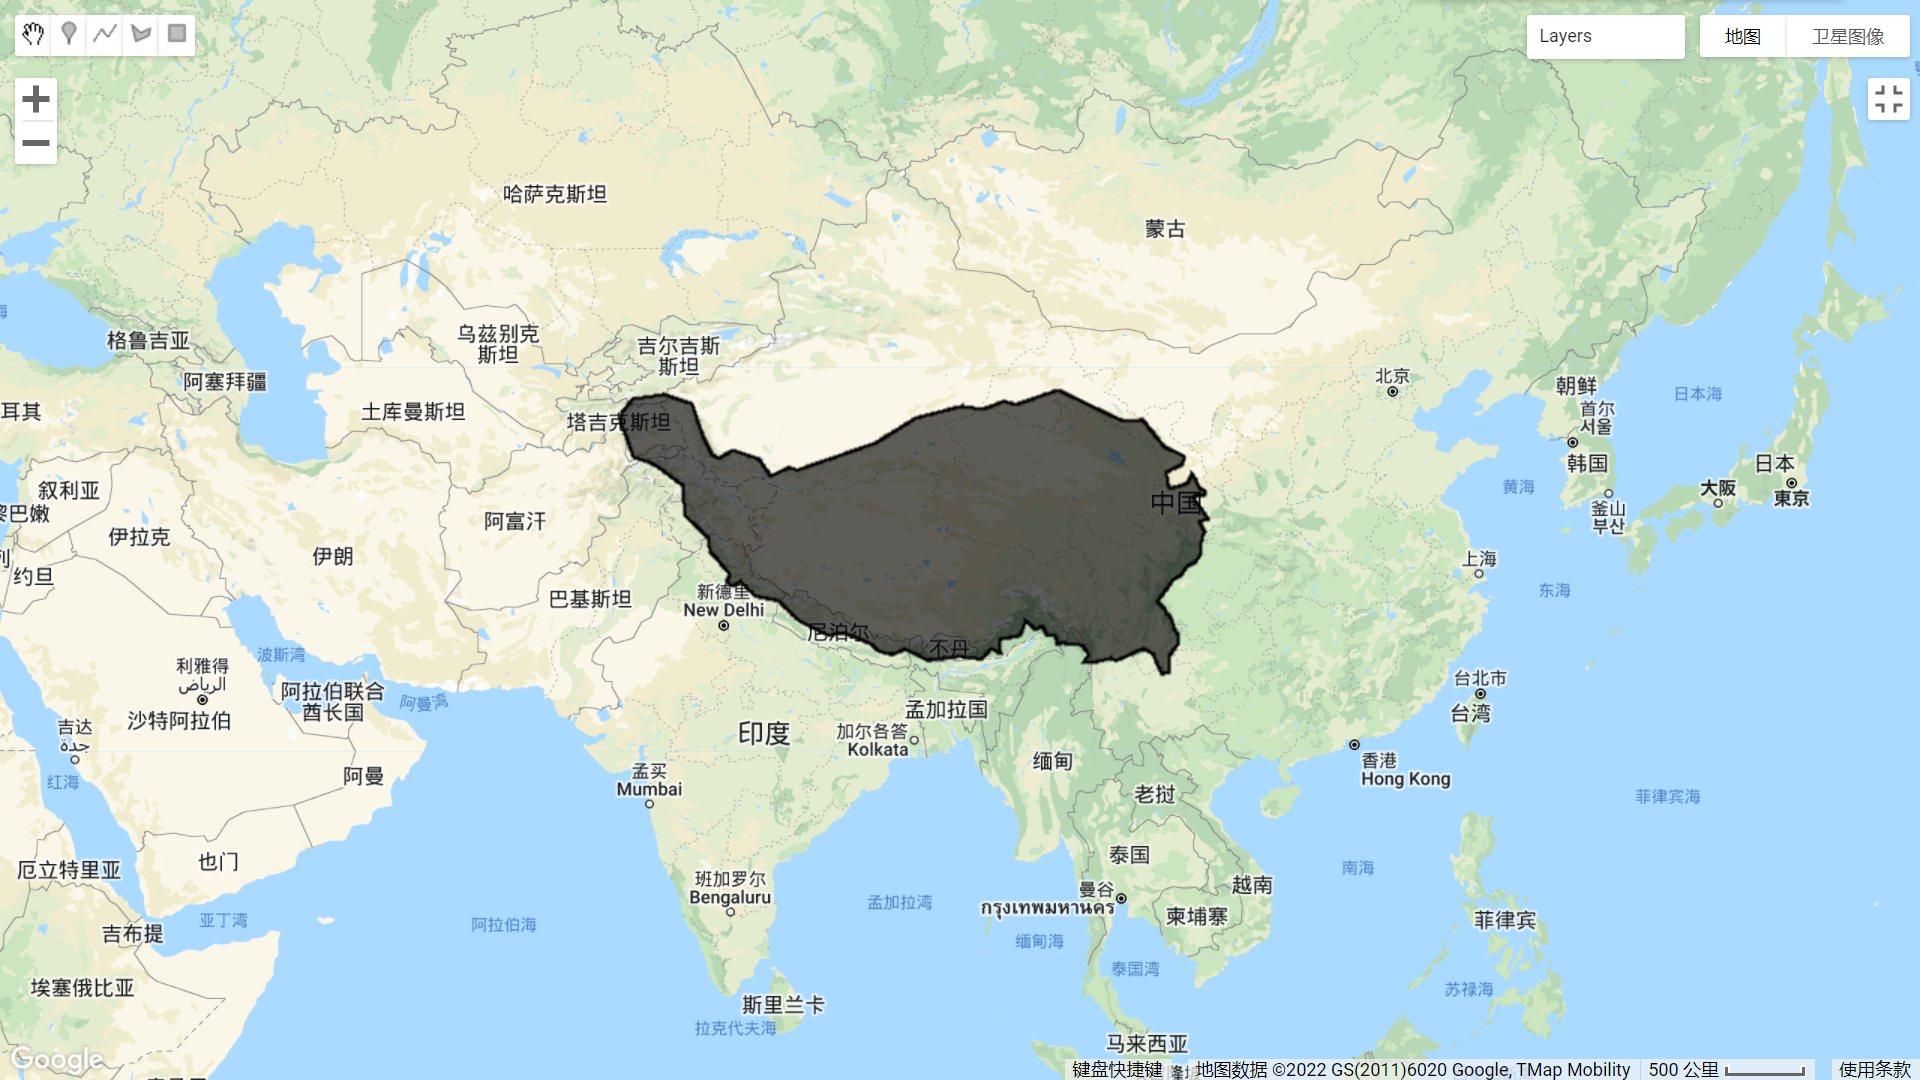 Layers
地图
卫星图像
哈萨克斯坦
蒙古
格鲁吉亚
乌兹别克
斯坦
吉尔吉斯
斯坦
阿塞拜疆
北京
朝鲜
首尔
서울
日本海
耳其
土库曼斯坦
塔吉克斯坦
韩国
日本
大阪
東京
叙利亚
黎巴嫩
伊拉克
阿富汗
中国
黄海
釜山
부산
约旦
伊朗
上海
东海
巴基斯坦
新德里
New Delhi
尼泊尔
不丹
波斯湾
利雅得
الرياض
阿拉伯联合
酋长国
阿曼湾
沙特阿拉伯
吉达
جدة
台北市
台湾
孟加拉国
印度
加尔各答
Kolkata
缅甸
香港
Hong Kong
红海
阿曼
孟买
Mumbai
老挝
菲律宾海
也门
厄立特里亚
泰国
南海
班加罗尔
Bengaluru
曼谷
กรุงเทพมหานคร
越南
亚丁湾
阿拉伯海
孟加拉湾
柬埔寨
菲律宾
吉布提
缅甸海
泰国湾
埃塞俄比亚
苏禄海
斯里兰卡
拉克代夫海
马来西亚
Google
键盘快捷键
地图数据 ©2022 GS(2011)6020 Google, TMap Mobility
500 公里
使用条款